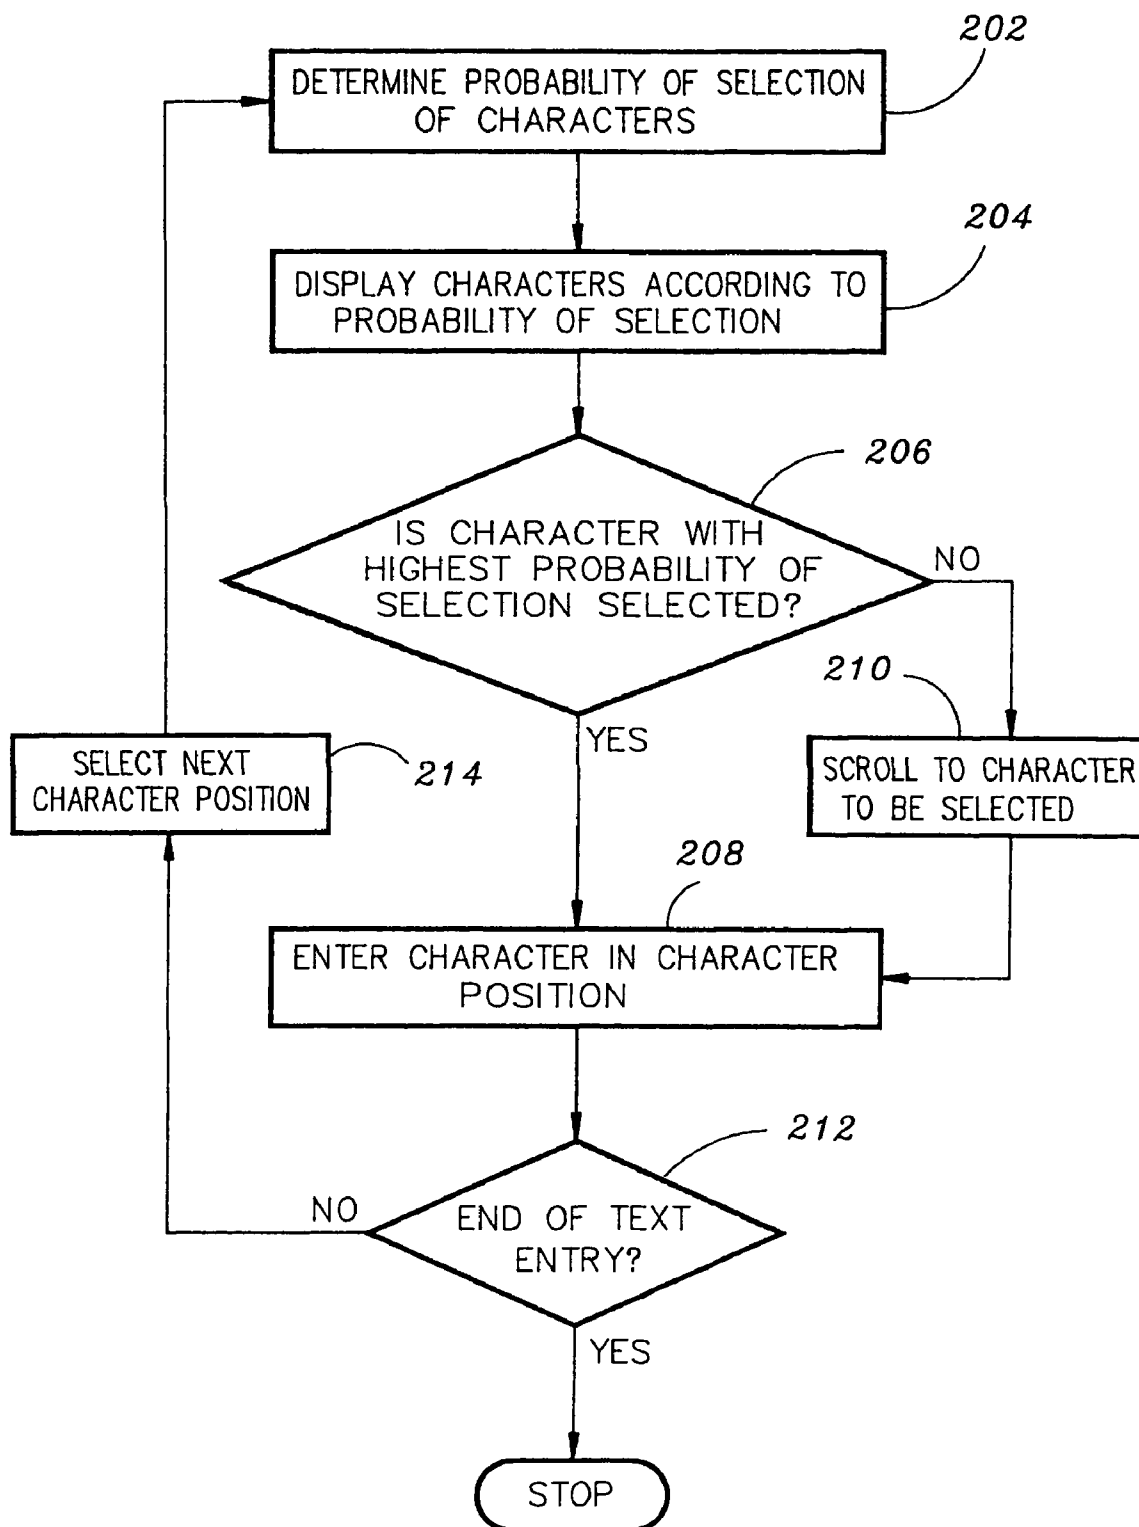 202
DETERMINE PROBABILITY OF SELECTION
OF CHARACTERS
204
DISPLAY CHARACTERS ACCORDING TO
PROBABILITY OF SELECTION
206
IS CHARACTER WITH
HIGHEST PROBABILITY OF
SELECTION SELECTED?
NO
210
YES
SELECT NEXT
CHARACTER POSITION
214
SCROLL TO CHARACTER
TO BE SELECTED
208
ENTER CHARACTER IN CHARACTER
POSITION
212
NO
END OF TEXT
ENTRY?
YES
STOP